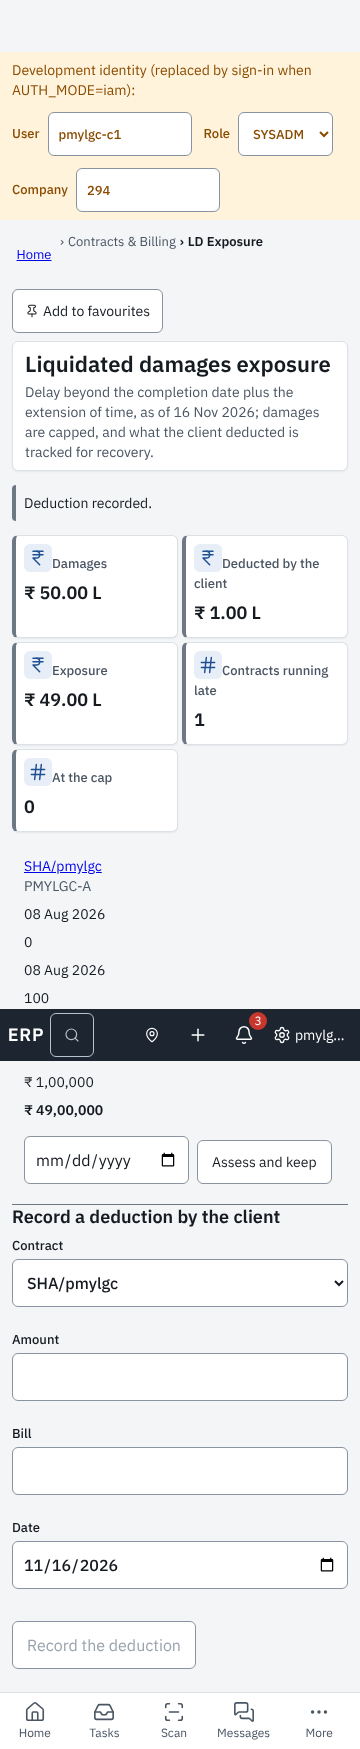 Development identity (replaced by sign-in when
AUTH_MODE=iam):
User pmylgc-c1 Role SYSADM
Company 294
Home › Contracts & Billing › LD Exposure
Add to favourites
Liquidated damages exposure
Delay beyond the completion date plus the
extension of time, as of 16 Nov 2026; damages
are capped, and what the client deducted is
tracked for recovery.
Deduction recorded.
Damages
₹ 50.00 L
Deducted by the
client
₹ 1.00 L
Exposure
₹ 49.00 L
Contracts running
late
1
At the cap
0
SHA/pmylgc
PMYLGC-A
08 Aug 2026
0
08 Aug 2026
100
ERP 3 pmylg...
₹ 1,00,000
₹ 49,00,000
mm/dd/yyyy Assess and keep
Record a deduction by the client
Contract
SHA/pmylgc
Amount
Bill
Date
11/16/2026
Record the deduction
Home Tasks Scan Messages More